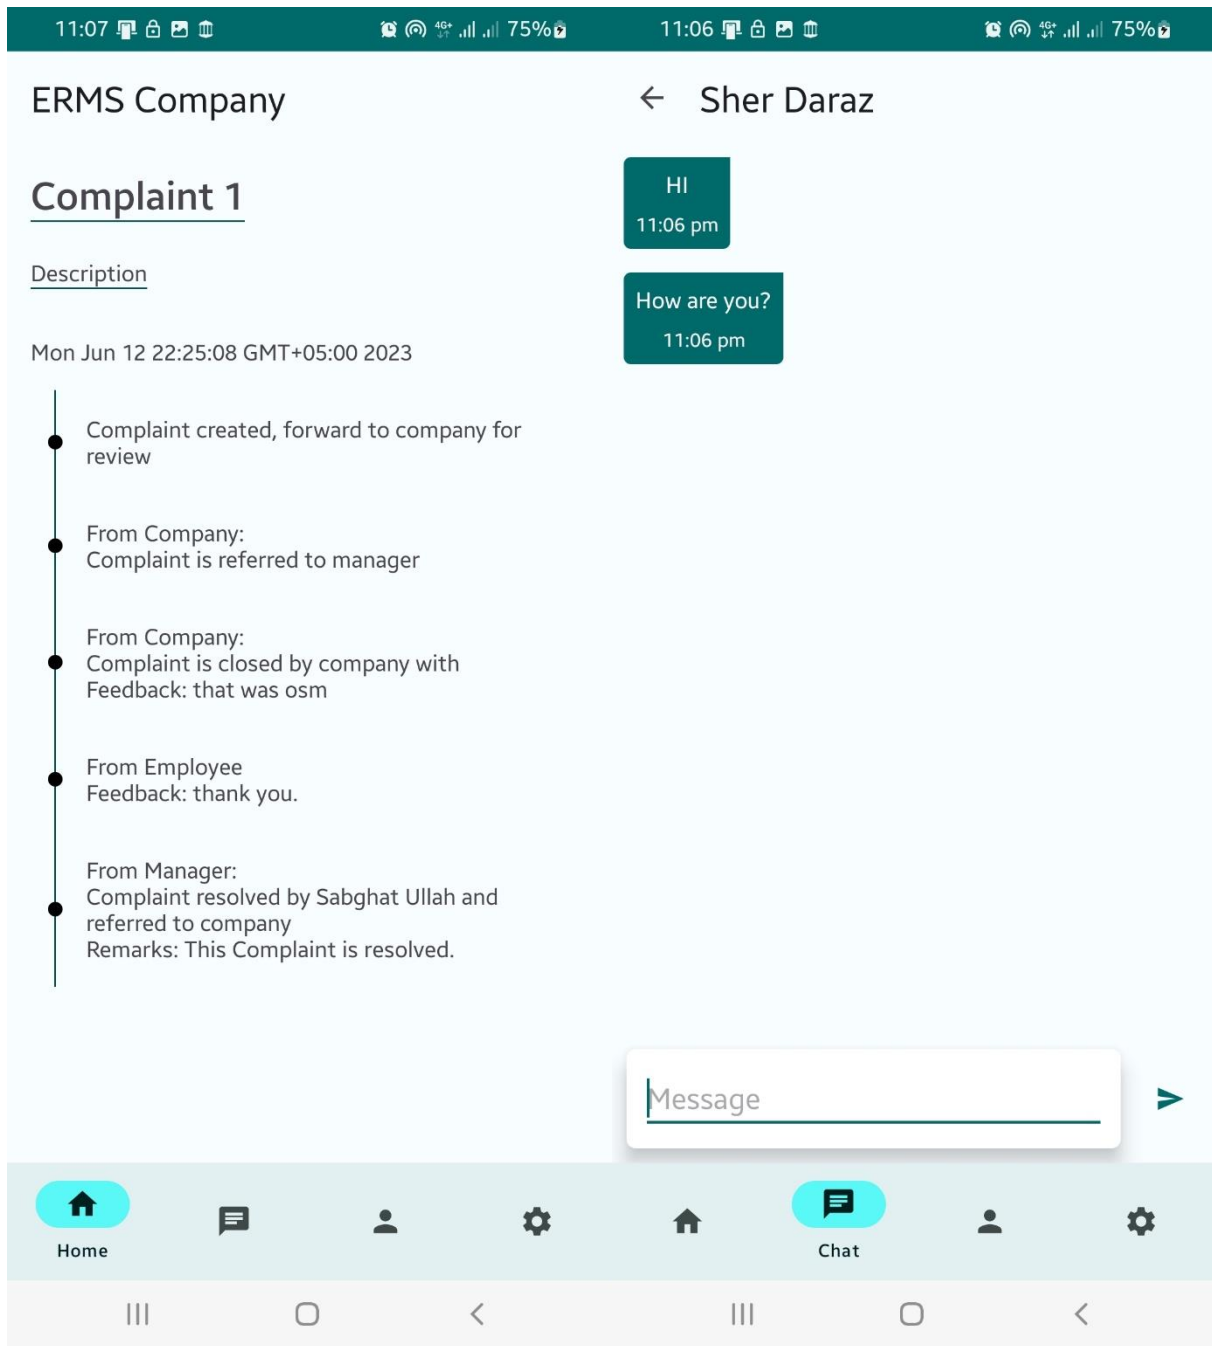 11:07
75%
ERMS Company
Complaint 1
Description
Mon Jun 12 22:25:08 GMT+05:00 2023
Complaint created, forward to company for
review
From Company:
Complaint is referred to manager
From Company:
Complaint is closed by company with
Feedback: that was osm
From Employee
Feedback: thank you.
From Manager:
Complaint resolved by Sabghat Ullah and
referred to company
Remarks: This Complaint is resolved.
Home
11:06
4G+
75%
Sher Daraz
HI
11:06 pm
How are you?
11:06 pm
Message
Chat